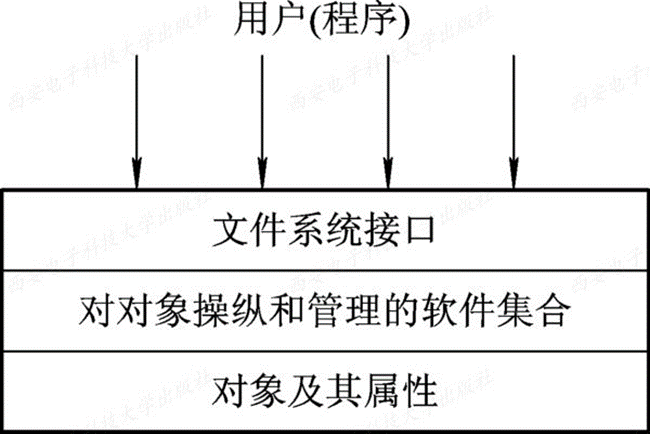 用户(程序)
文件系统接口
对对象操纵和管理的软件集合
对象及其属性
西安电子科技大学出版社